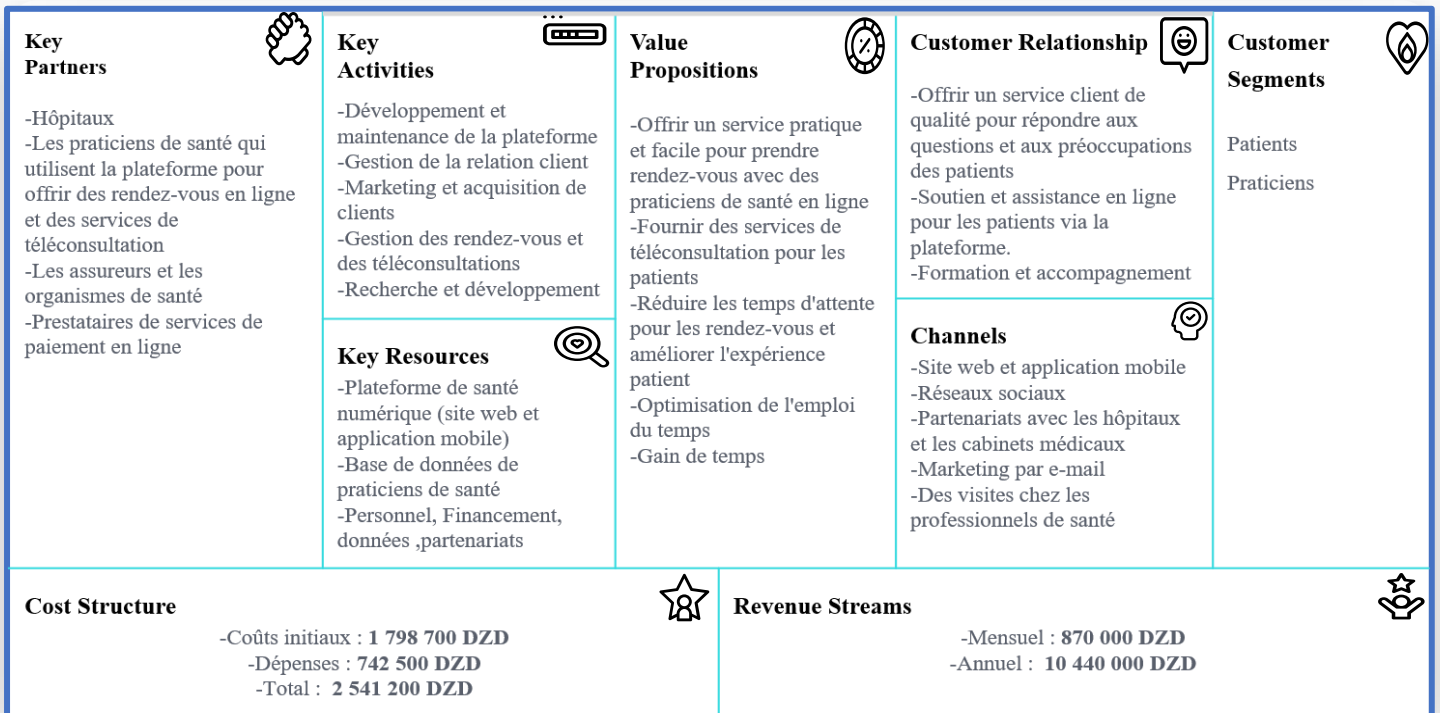 Key
Partners
-Hôpitaux
-Les praticiens de santé qui
utilisent la plateforme pour
offrir des rendez-vous en ligne
et des services de
téléconsultation
-Les assureurs et les
organismes de santé
-Prestataires de services de
paiement en ligne
Key
Activities
-Développement et
maintenance de la plateforme
-Gestion de la relation client
-Marketing et acquisition de
clients
-Gestion des rendez-vous et
des téléconsultations
-Recherche et développement
Key Resources
-Plateforme de santé
numérique (site web et
application mobile)
-Base de données de
praticiens de santé
-Personnel, Financement,
données ,partenariats
Value
Propositions
-Offrir un service pratique
et facile pour prendre
rendez-vous avec des
praticiens de santé en ligne
-Fournir des services de
téléconsultation pour les
patients
-Réduire les temps d'attente
pour les rendez-vous et
améliorer l'expérience
patient
-Optimisation de l'emploi
du temps
-Gain de temps
Customer Relationship
-Offrir un service client de
qualité pour répondre aux
questions et aux préoccupations
des patients
-Soutien et assistance en ligne
pour les patients via la
plateforme.
-Formation et accompagnement
Channels
-Site web et application mobile
-Réseaux sociaux
-Partenariats avec les hôpitaux
et les cabinets médicaux
-Marketing par e-mail
-Des visites chez les
professionnels de santé
Customer
Segments
Patients
Praticiens
Cost Structure
-Coûts initiaux : 1 798 700 DZD
-Dépenses : 742 500 DZD
-Total :  2 541 200 DZD
Revenue Streams
-Mensuel : 870 000 DZD
-Annuel :  10 440 000 DZD